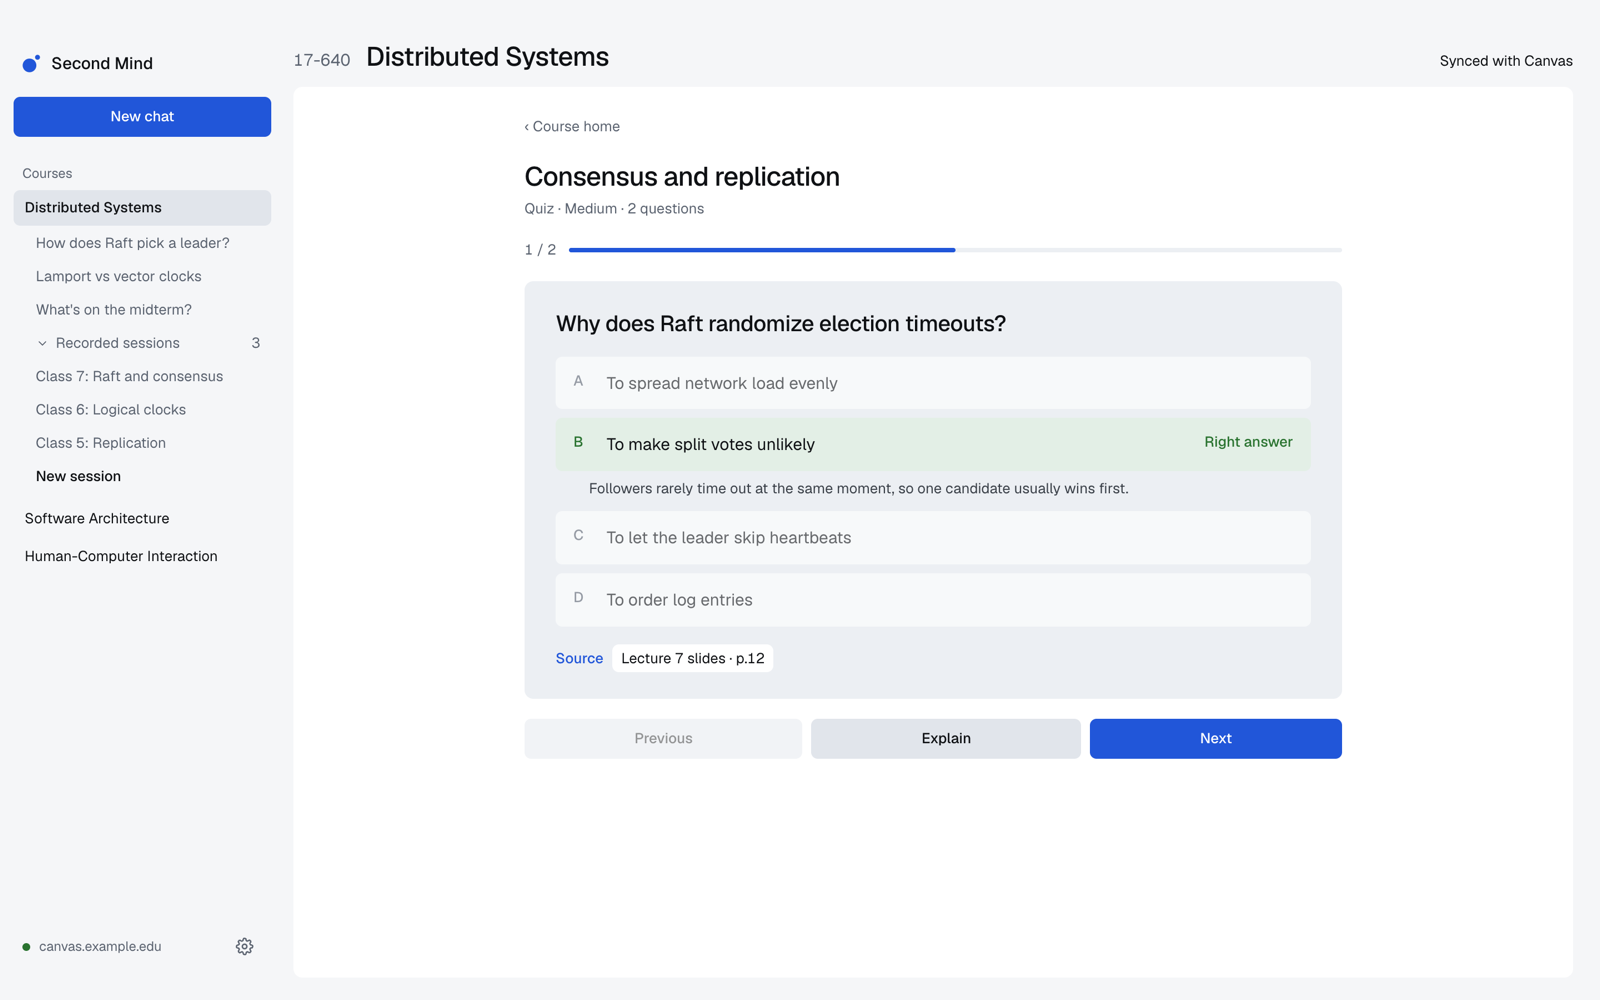 Second Mind
New chat
Courses
Distributed Systems
How does Raft pick a leader?
Lamport vs vector clocks
What's on the midterm?
Recorded sessions 3
Class 7: Raft and consensus
Class 6: Logical clocks
Class 5: Replication
New session
Software Architecture
Human-Computer Interaction
canvas.example.edu
17-640 Distributed Systems
Synced with Canvas
‹ Course home
Consensus and replication
Quiz · Medium · 2 questions
1 / 2
Why does Raft randomize election timeouts?
A To spread network load evenly
B To make split votes unlikely Right answer
Followers rarely time out at the same moment, so one candidate usually wins first.
C To let the leader skip heartbeats
D To order log entries
Source Lecture 7 slides · p.12
Previous Explain Next